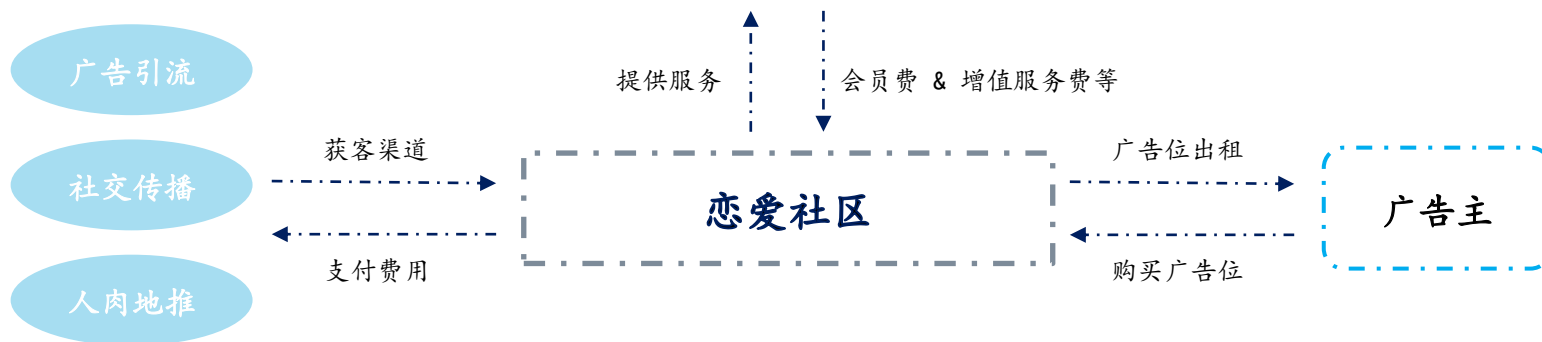 广告引流
提供服务
会员费 & 增值服务费等
获客渠道
广告位出租
社交传播
恋爱社区
广告主
支付费用
购买广告位
人肉地推